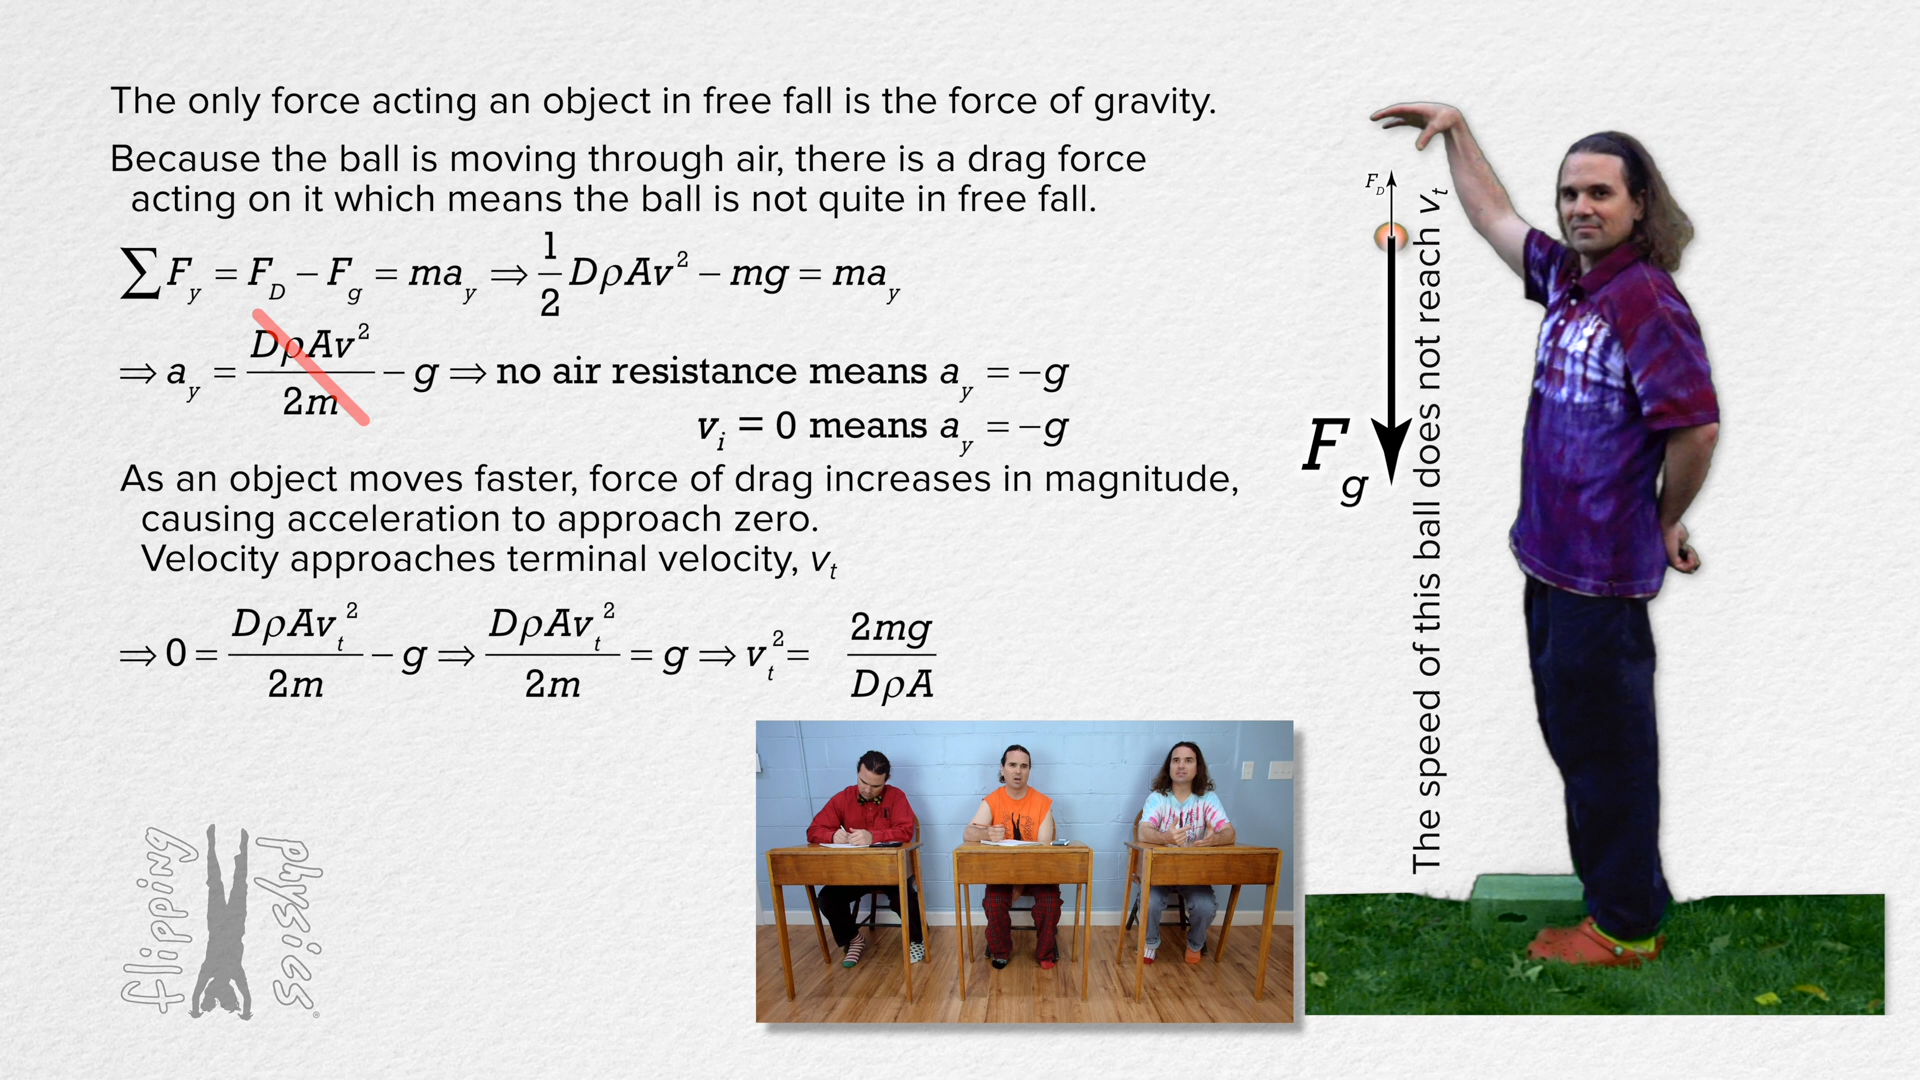 The only force acting an object in free fall is the force of gravity.
Because the ball is moving through air, there is a drag force
acting on it which means the ball is not quite in free fall.
∑F_y = F_D − F_g = ma_y ⇒ 1/2 DρAv² − mg = ma_y
⇒ a_y = DρAv²/2m − g ⇒ no air resistance means a_y = −g
v_i = 0 means a_y = −g
As an object moves faster, force of drag increases in magnitude,
causing acceleration to approach zero.
Velocity approaches terminal velocity, v_t
⇒ 0 = DρAv_t²/2m − g ⇒ DρAv_t²/2m = g ⇒ v_t² = 2mg/DρA
F_D
F_g
The speed of this ball does not reach v_t
flipping
physics®